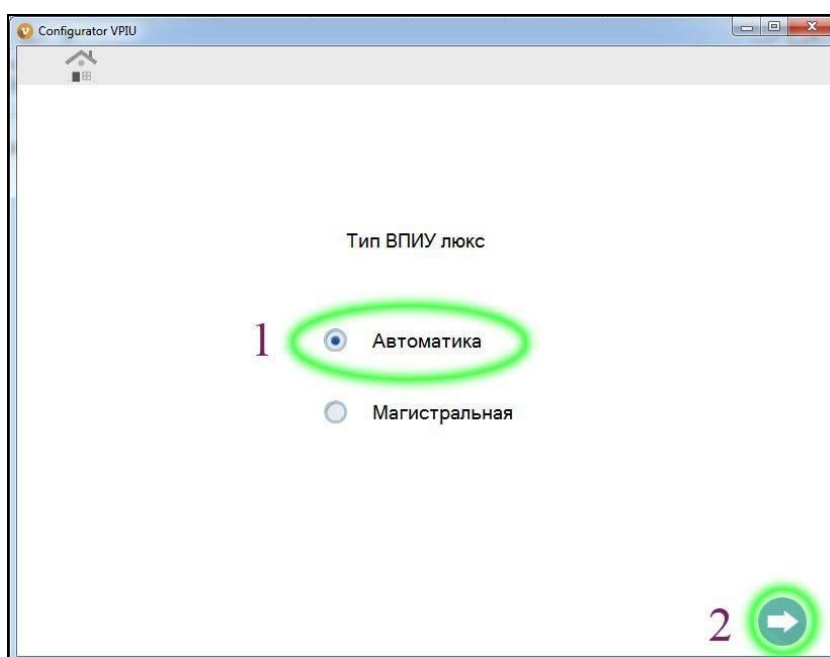 Configurator VPIU
Тип ВПИУ люкс
1 Автоматика
Магистральная
2